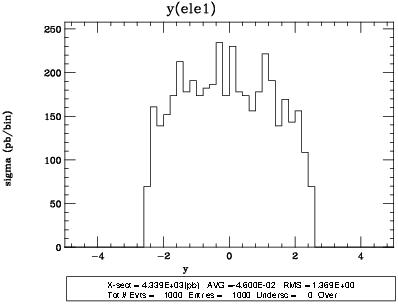 y(ele1)
sigma (pb/bin)
250
200
150
100
50
0
-4 -2 0 2 4
y
X-sect = 4.339E+03(pb) AVG =-4.600E-02 RMS = 1.369E+00
Tot # Evts = 1000 Entries = 1000 Undersc = 0 Over